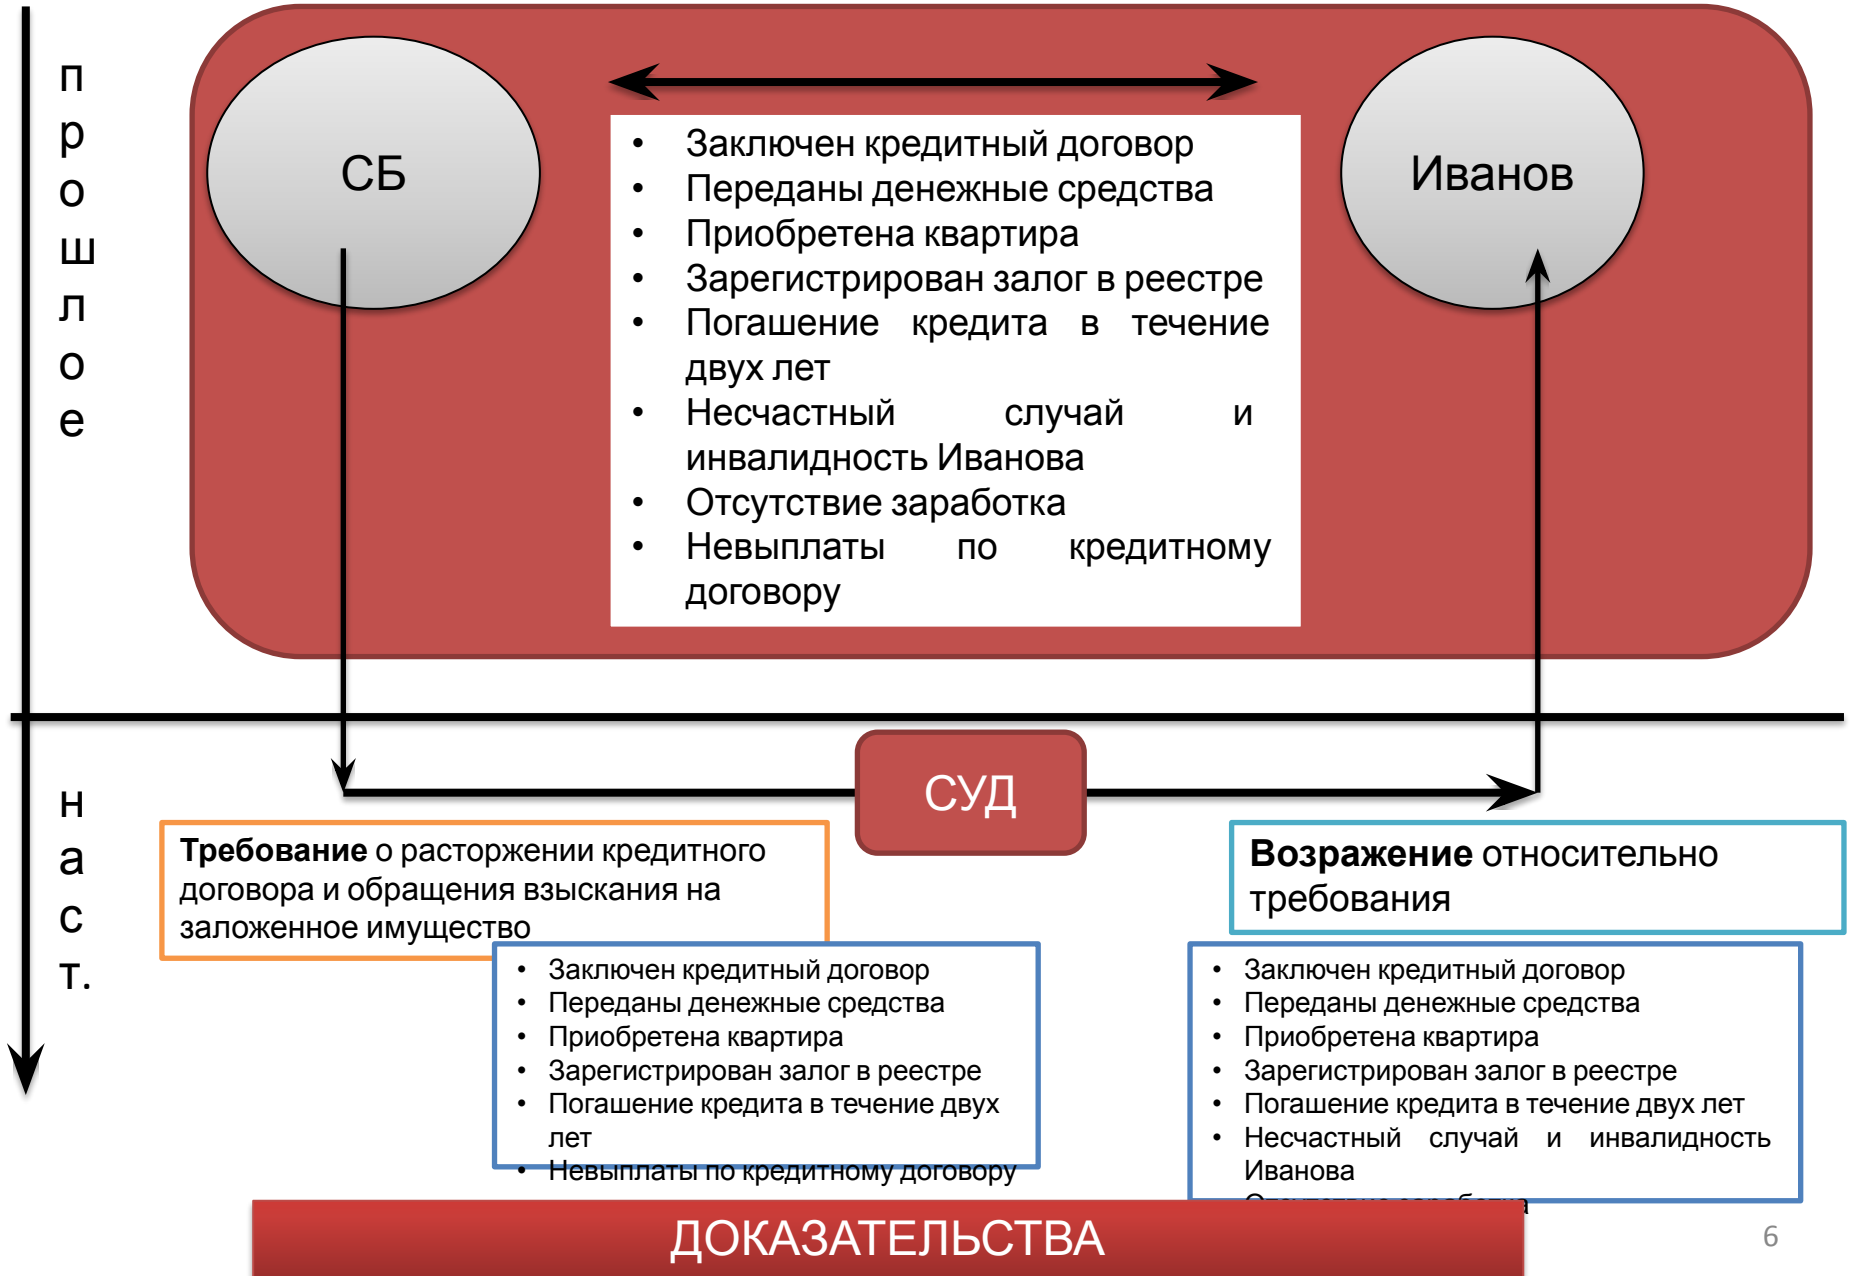 прошлое
СБ
Иванов
• Заключен кредитный договор
• Переданы денежные средства
• Приобретена квартира
• Зарегистрирован залог в реестре
• Погашение кредита в течение
двух лет
• Несчастный случай и
инвалидность Иванова
• Отсутствие заработка
• Невыплаты по кредитному
договору
наст.
СУД
Требование о расторжении кредитного
договора и обращения взыскания на
заложенное имущество
Возражение относительно
требования
• Заключен кредитный договор
• Переданы денежные средства
• Приобретена квартира
• Зарегистрирован залог в реестре
• Погашение кредита в течение двух
лет
• Невыплаты по кредитному договору
• Заключен кредитный договор
• Переданы денежные средства
• Приобретена квартира
• Зарегистрирован залог в реестре
• Погашение кредита в течение двух лет
• Несчастный случай и инвалидность
Иванова
ДОКАЗАТЕЛЬСТВА
6